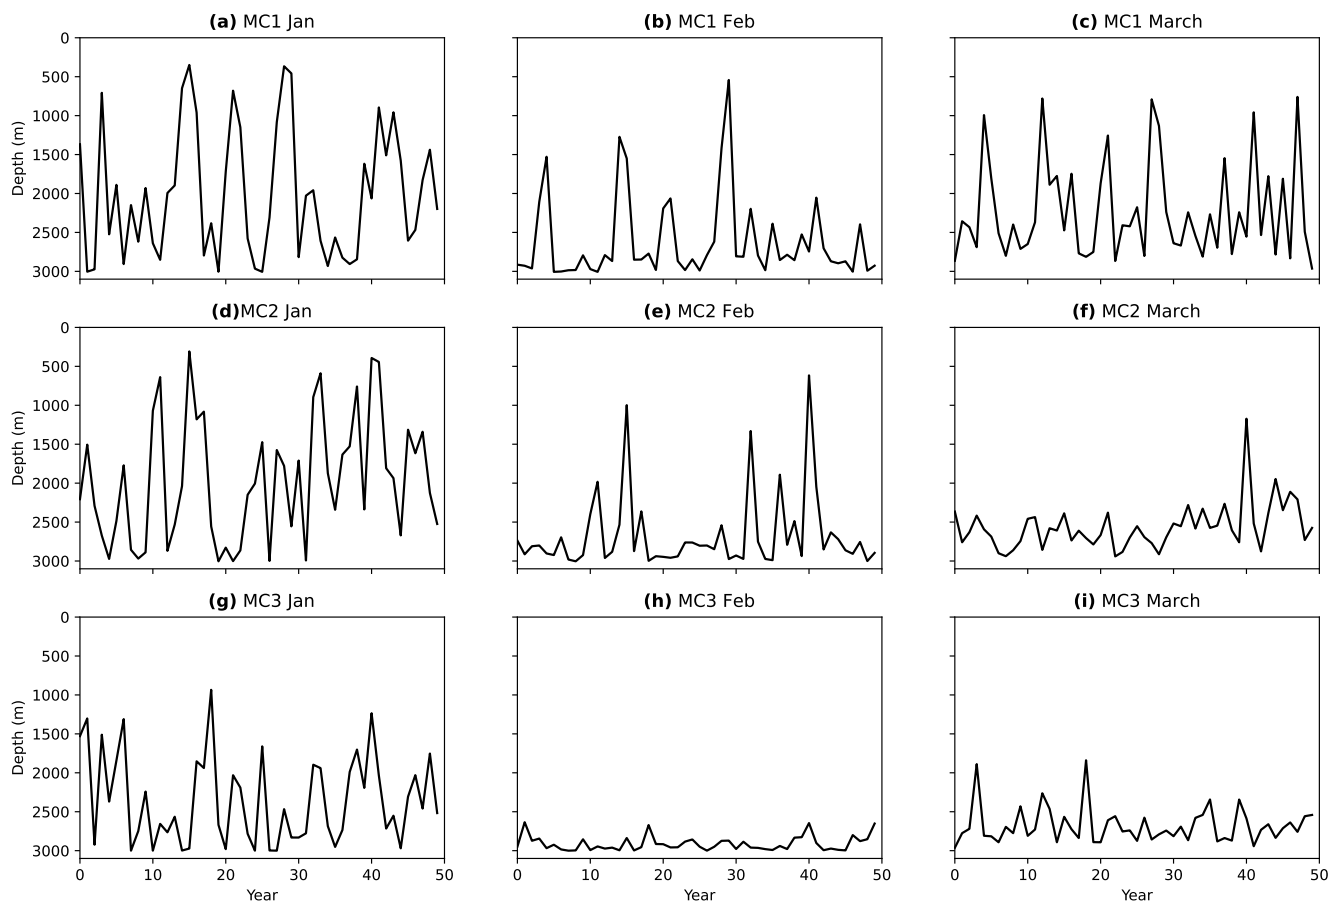 (a) MC1 Jan
(b) MC1 Feb
(c) MC1 March
0
500
1000
1500
2000
2500
3000
Depth (m)
(d)MC2 Jan
(e) MC2 Feb
(f) MC2 March
0
500
1000
1500
2000
2500
3000
Depth (m)
(g) MC3 Jan
(h) MC3 Feb
(i) MC3 March
0
500
1000
1500
2000
2500
3000
Depth (m)
0 10 20 30 40 50
Year
0 10 20 30 40 50
Year
0 10 20 30 40 50
Year